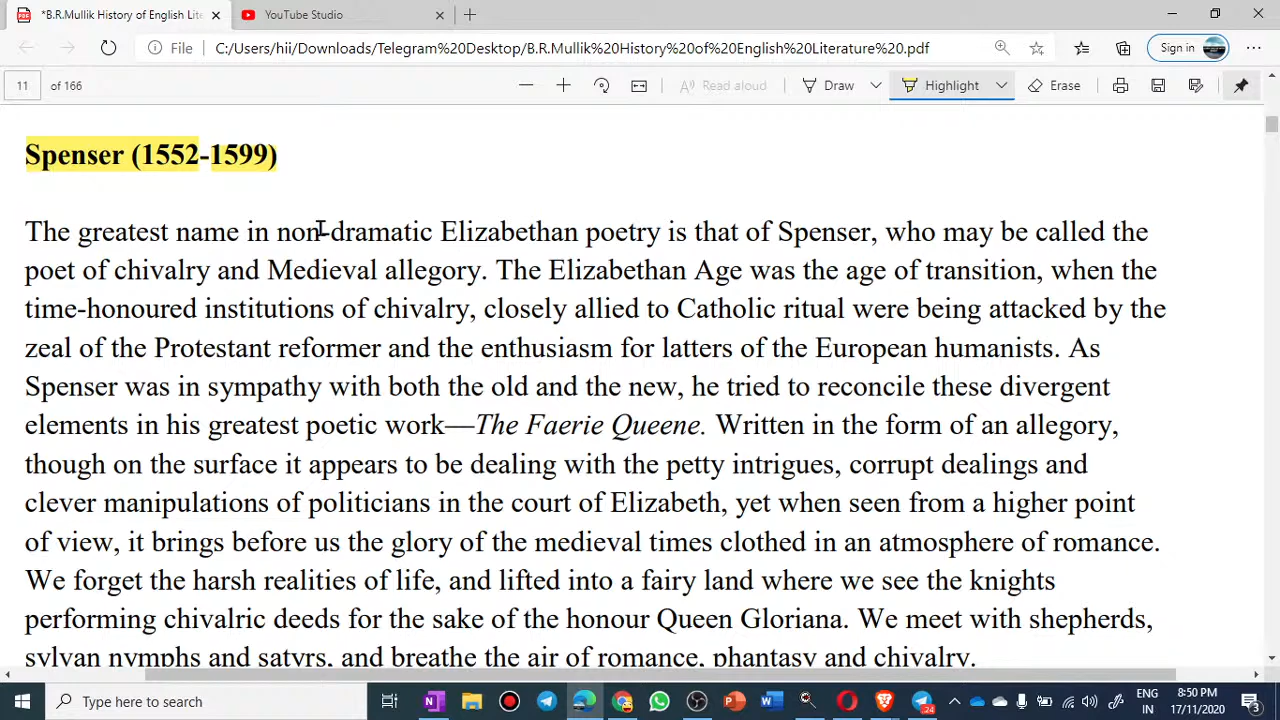 *B.R.Mullik History of English Lite
YouTube Studio
File
C:/Users/hii/Downloads/Telegram%20Desktop/B.R.Mullik%20History%20of%20English%20Literature%20.pdf
Sign in
11 of 166
Read aloud
Draw
Highlight
Erase
Spenser (1552-1599)
The greatest name in non-dramatic Elizabethan poetry is that of Spenser, who may be called the
poet of chivalry and Medieval allegory. The Elizabethan Age was the age of transition, when the
time-honoured institutions of chivalry, closely allied to Catholic ritual were being attacked by the
zeal of the Protestant reformer and the enthusiasm for latters of the European humanists. As
Spenser was in sympathy with both the old and the new, he tried to reconcile these divergent
elements in his greatest poetic work—The Faerie Queene. Written in the form of an allegory,
though on the surface it appears to be dealing with the petty intrigues, corrupt dealings and
clever manipulations of politicians in the court of Elizabeth, yet when seen from a higher point
of view, it brings before us the glory of the medieval times clothed in an atmosphere of romance.
We forget the harsh realities of life, and lifted into a fairy land where we see the knights
performing chivalric deeds for the sake of the honour Queen Gloriana. We meet with shepherds,
sylvan nymphs and satyrs, and breathe the air of romance, phantasy and chivalry.
Type here to search
24
ENG
IN
8:50 PM
17/11/2020
3